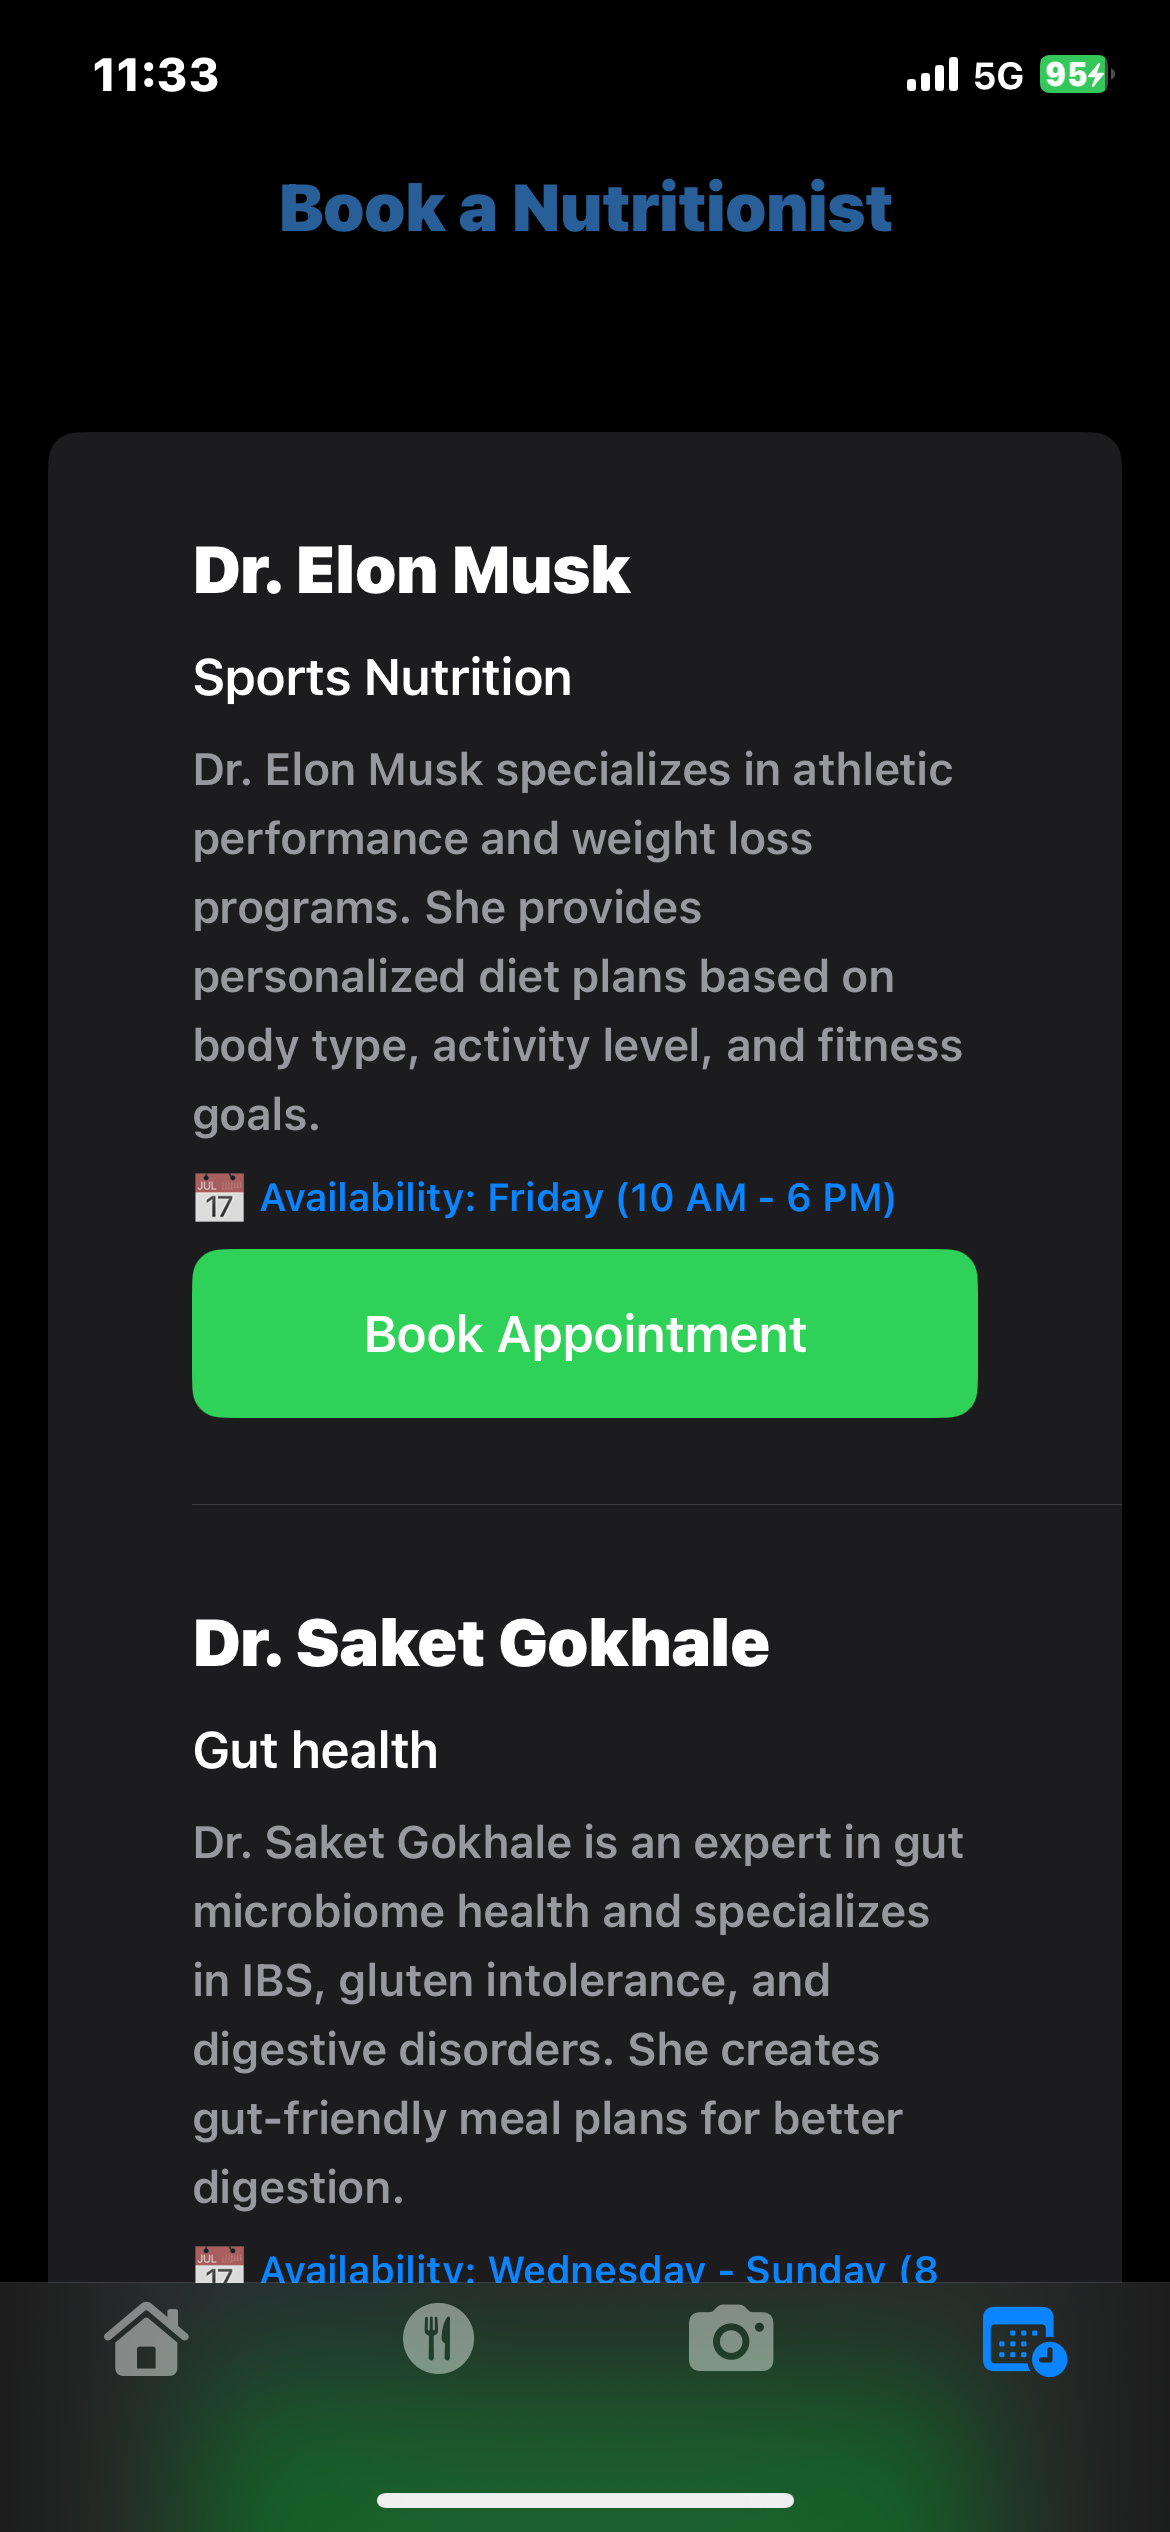 11:33
5G 95
Book a Nutritionist
Dr. Elon Musk
Sports Nutrition
Dr. Elon Musk specializes in athletic
performance and weight loss
programs. She provides
personalized diet plans based on
body type, activity level, and fitness
goals.
JUL
17
Availability: Friday (10 AM - 6 PM)
Book Appointment
Dr. Saket Gokhale
Gut health
Dr. Saket Gokhale is an expert in gut
microbiome health and specializes
in IBS, gluten intolerance, and
digestive disorders. She creates
gut-friendly meal plans for better
digestion.
JUL
17
Availability: Wednesday - Sunday (8